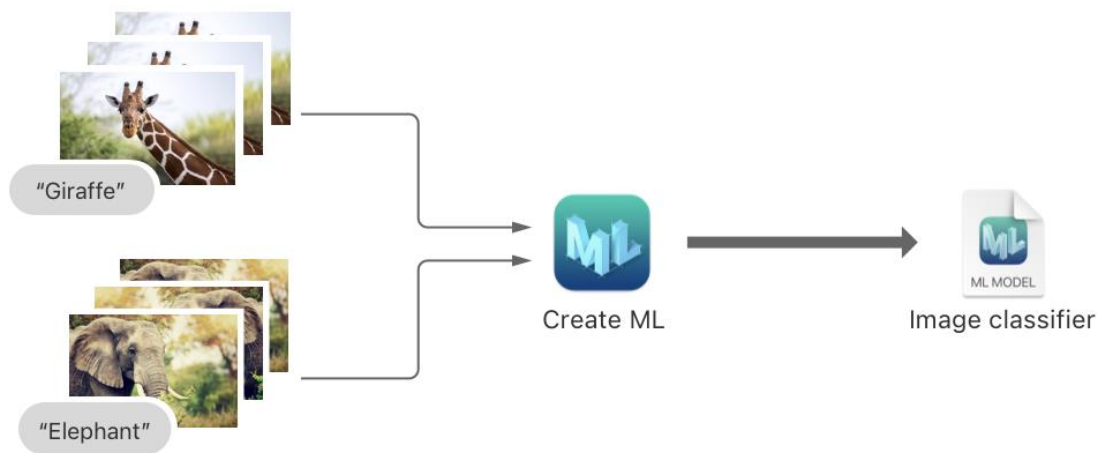 “Giraffe”
“Elephant”
ML
Create ML
ML
ML MODEL
Image classifier